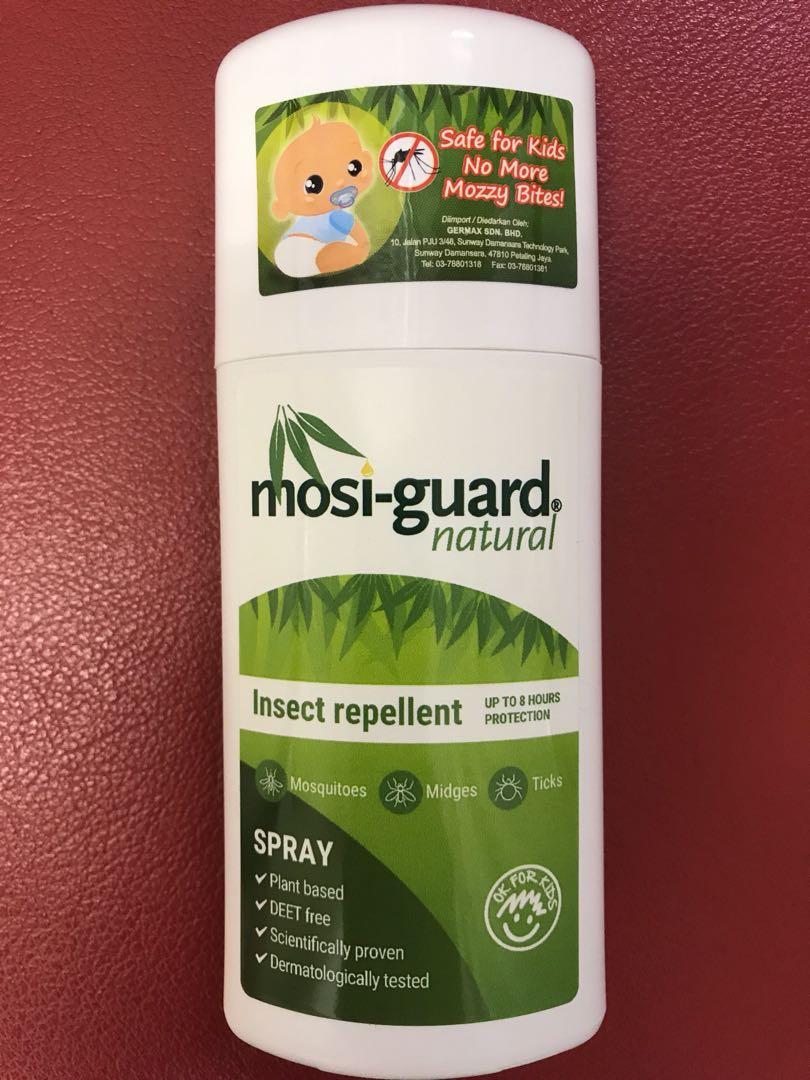 Safe for Kids
No More
Mozzy Bites!
Diimport / Diedarkan Oleh:
GERMAX SDN. BHD.
10, Jalan PJU 3/48, Sunway Damansara Technology Park,
Sunway Damansara, 47810 Petaling Jaya.
Tel: 03-78801318 Fax: 03-78801381
mosi-guard®
natural
Insect repellent
UP TO 8 HOURS
PROTECTION
Mosquitoes
Midges
Ticks
SPRAY
Plant based
DEET free
Scientifically proven
Dermatologically tested
OK FOR KIDS